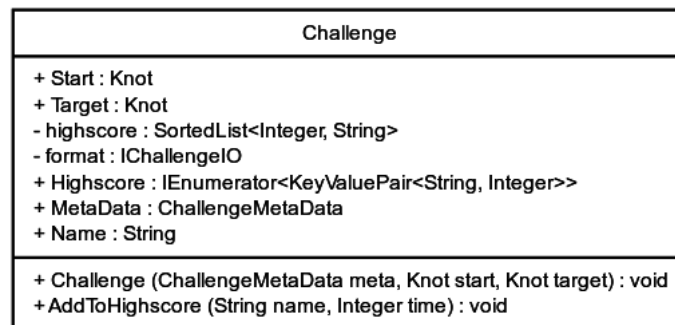 Challenge
+ Start : Knot
+ Target : Knot
- highscore : SortedList<Integer, String>
- format : IChallengeIO
+ Highscore : IEnumerator<KeyValuePair<String, Integer>>
+ MetaData : ChallengeMetaData
+ Name : String
+ Challenge (ChallengeMetaData meta, Knot start, Knot target) : void
+AddToHighscore (String name, Integer time) : void